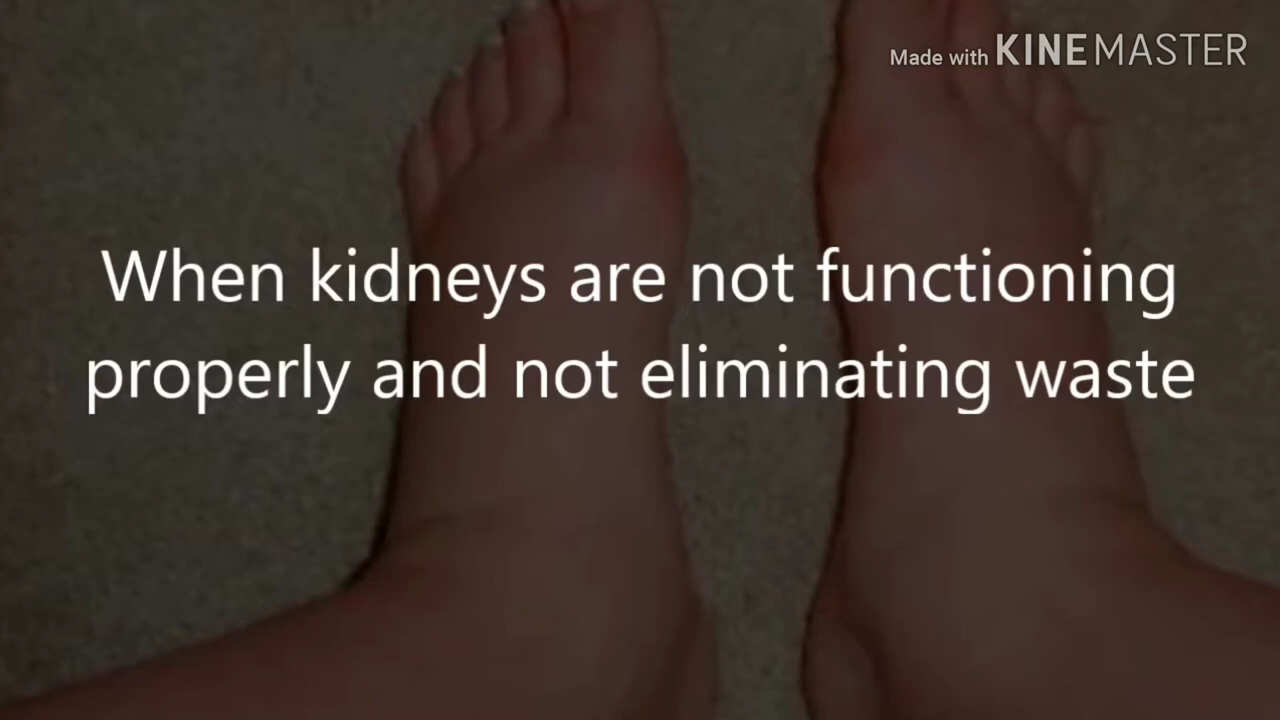 Made with KINEMASTER
When kidneys are not functioning
properly and not eliminating waste